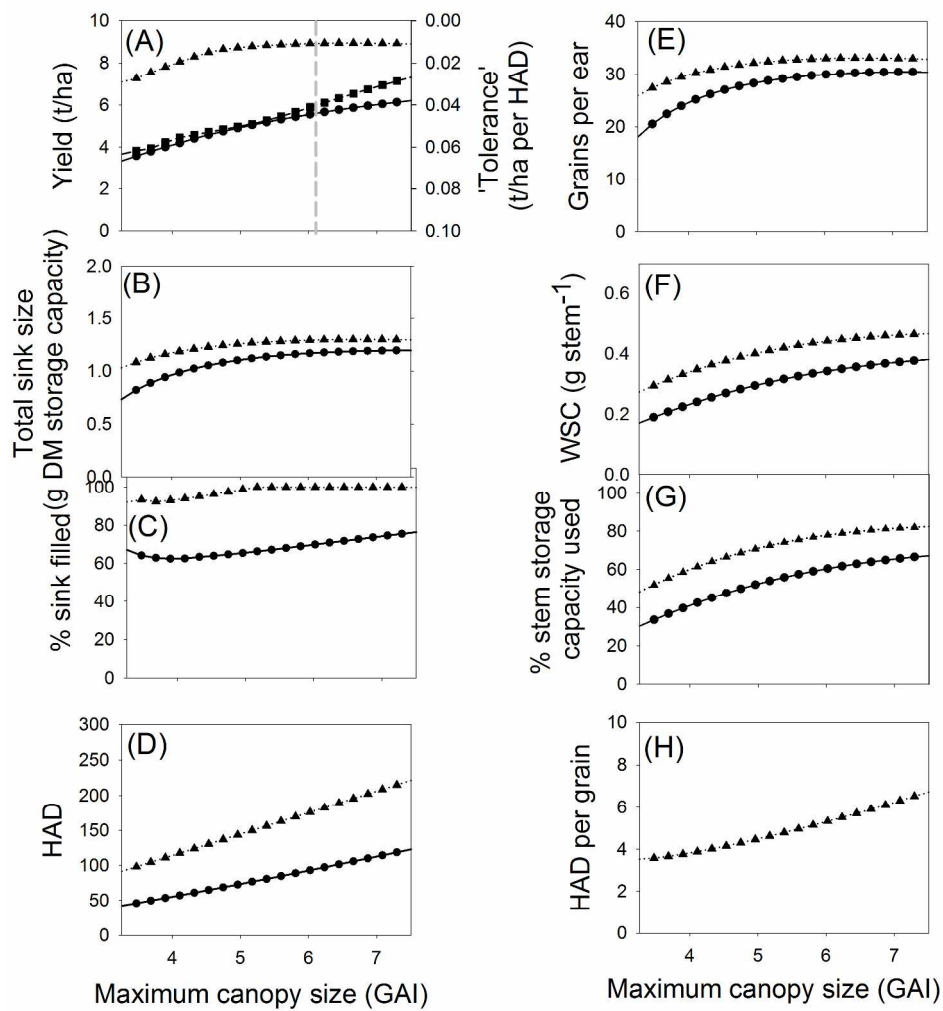 (A)
Yield (t/ha)
10
8
6
4
2
0
0.00
0.02
0.04
0.06
0.08
0.10
'Tolerance'
(t/ha per HAD)
(B)
Total sink size
(g DM storage capacity)
2.0
1.5
1.0
0.5
0.0
(C)
% sink filled
100
80
60
40
20
0
(D)
HAD
300
250
200
150
100
50
0
4 5 6 7
Maximum canopy size (GAI)
(E)
Grains per ear
40
30
20
10
0
(F)
WSC (g stem-1)
0.6
0.4
0.2
0.0
(G)
% stem storage
capacity used
100
80
60
40
20
0
(H)
HAD per grain
10
8
6
4
2
0
4 5 6 7
Maximum canopy size (GAI)